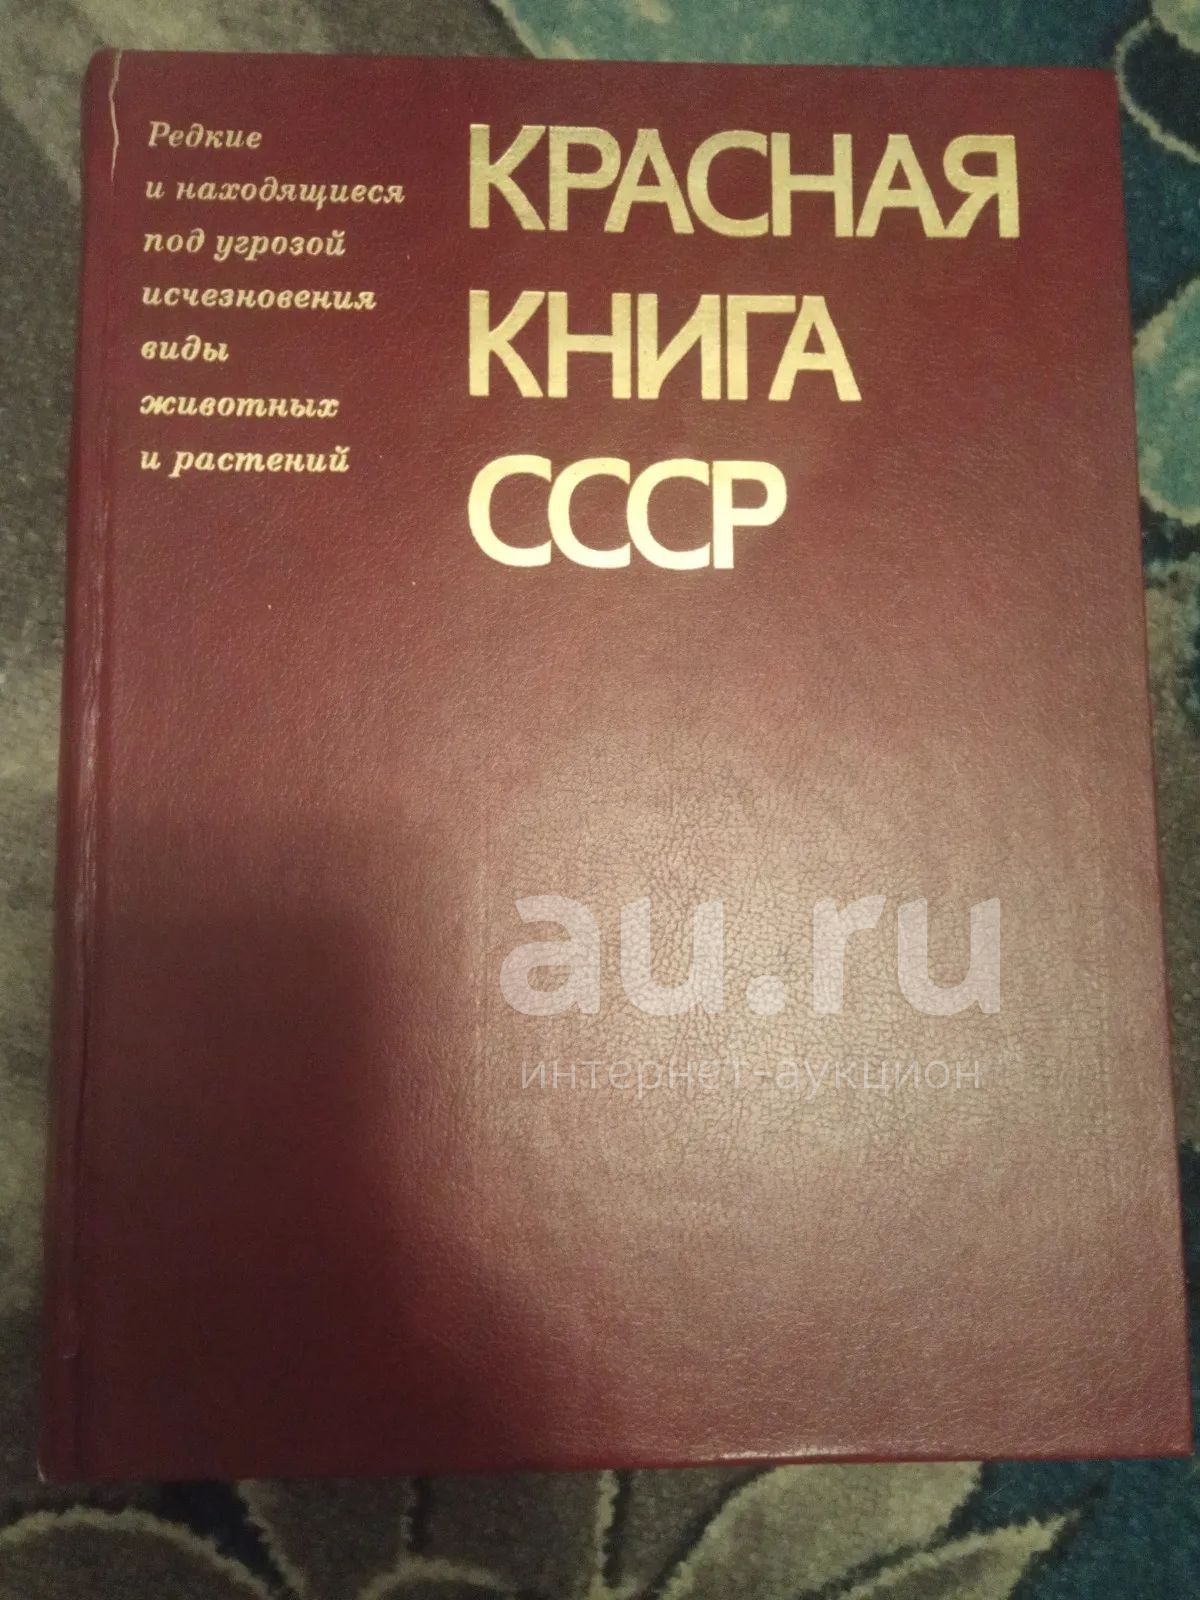 Редкие
и находящиеся
под угрозой
исчезновения
виды
животных
и растений
КРАСНАЯ
КНИГА
СССР
au.ru
интернет-аукцион